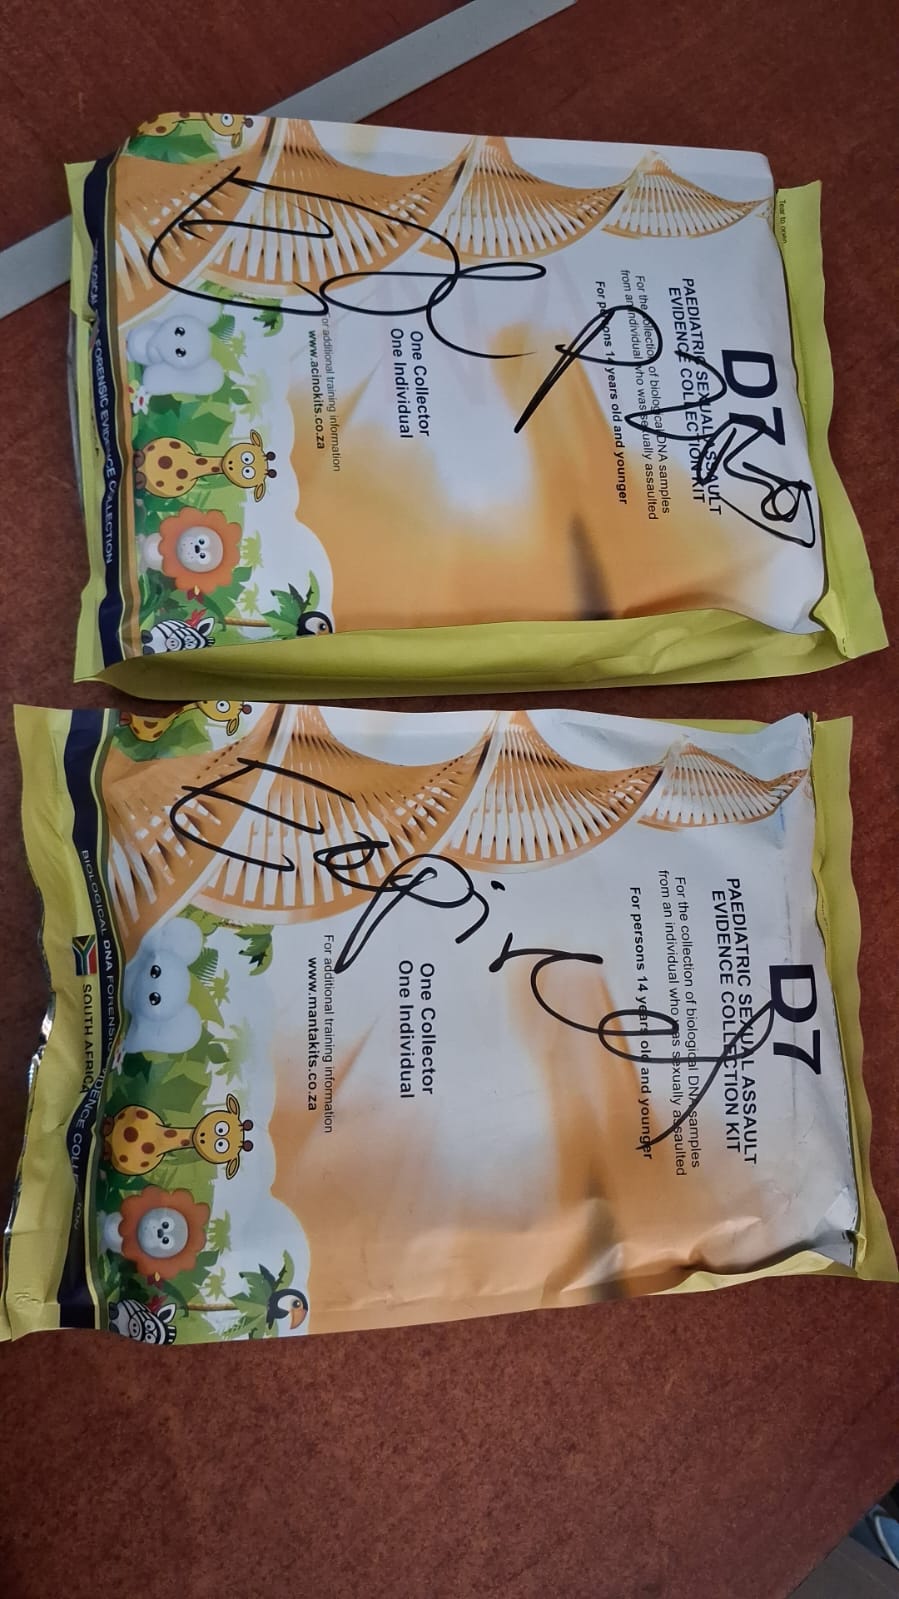 Tear to open
D7
PAEDIATRIC SEXUAL ASSAULT
EVIDENCE COLLECTION KIT
For the collection of biological DNA samples
from an individual who was sexually assaulted
For persons 14 years old and younger
One Collector
One Individual
For additional training information
www.acinokits.co.za
FORENSIC EVIDENCE COLLECTION
D7
PAEDIATRIC SEXUAL ASSAULT
EVIDENCE COLLECTION KIT
For the collection of biological DNA samples
from an individual who was sexually assaulted
For persons 14 years old and younger
One Collector
One Individual
For additional training information
www.mantakits.co.za
BIOLOGICAL DNA FORENSIC EVIDENCE COLLECTION
SOUTH AFRICA